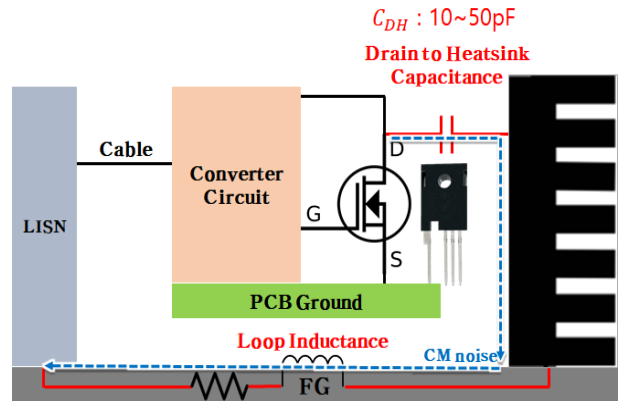 C_DH : 10~50pF
Drain to Heatsink
Capacitance
Cable
Converter
Circuit
D
G
S
LISN
PCB Ground
Loop Inductance
CM noise
FG